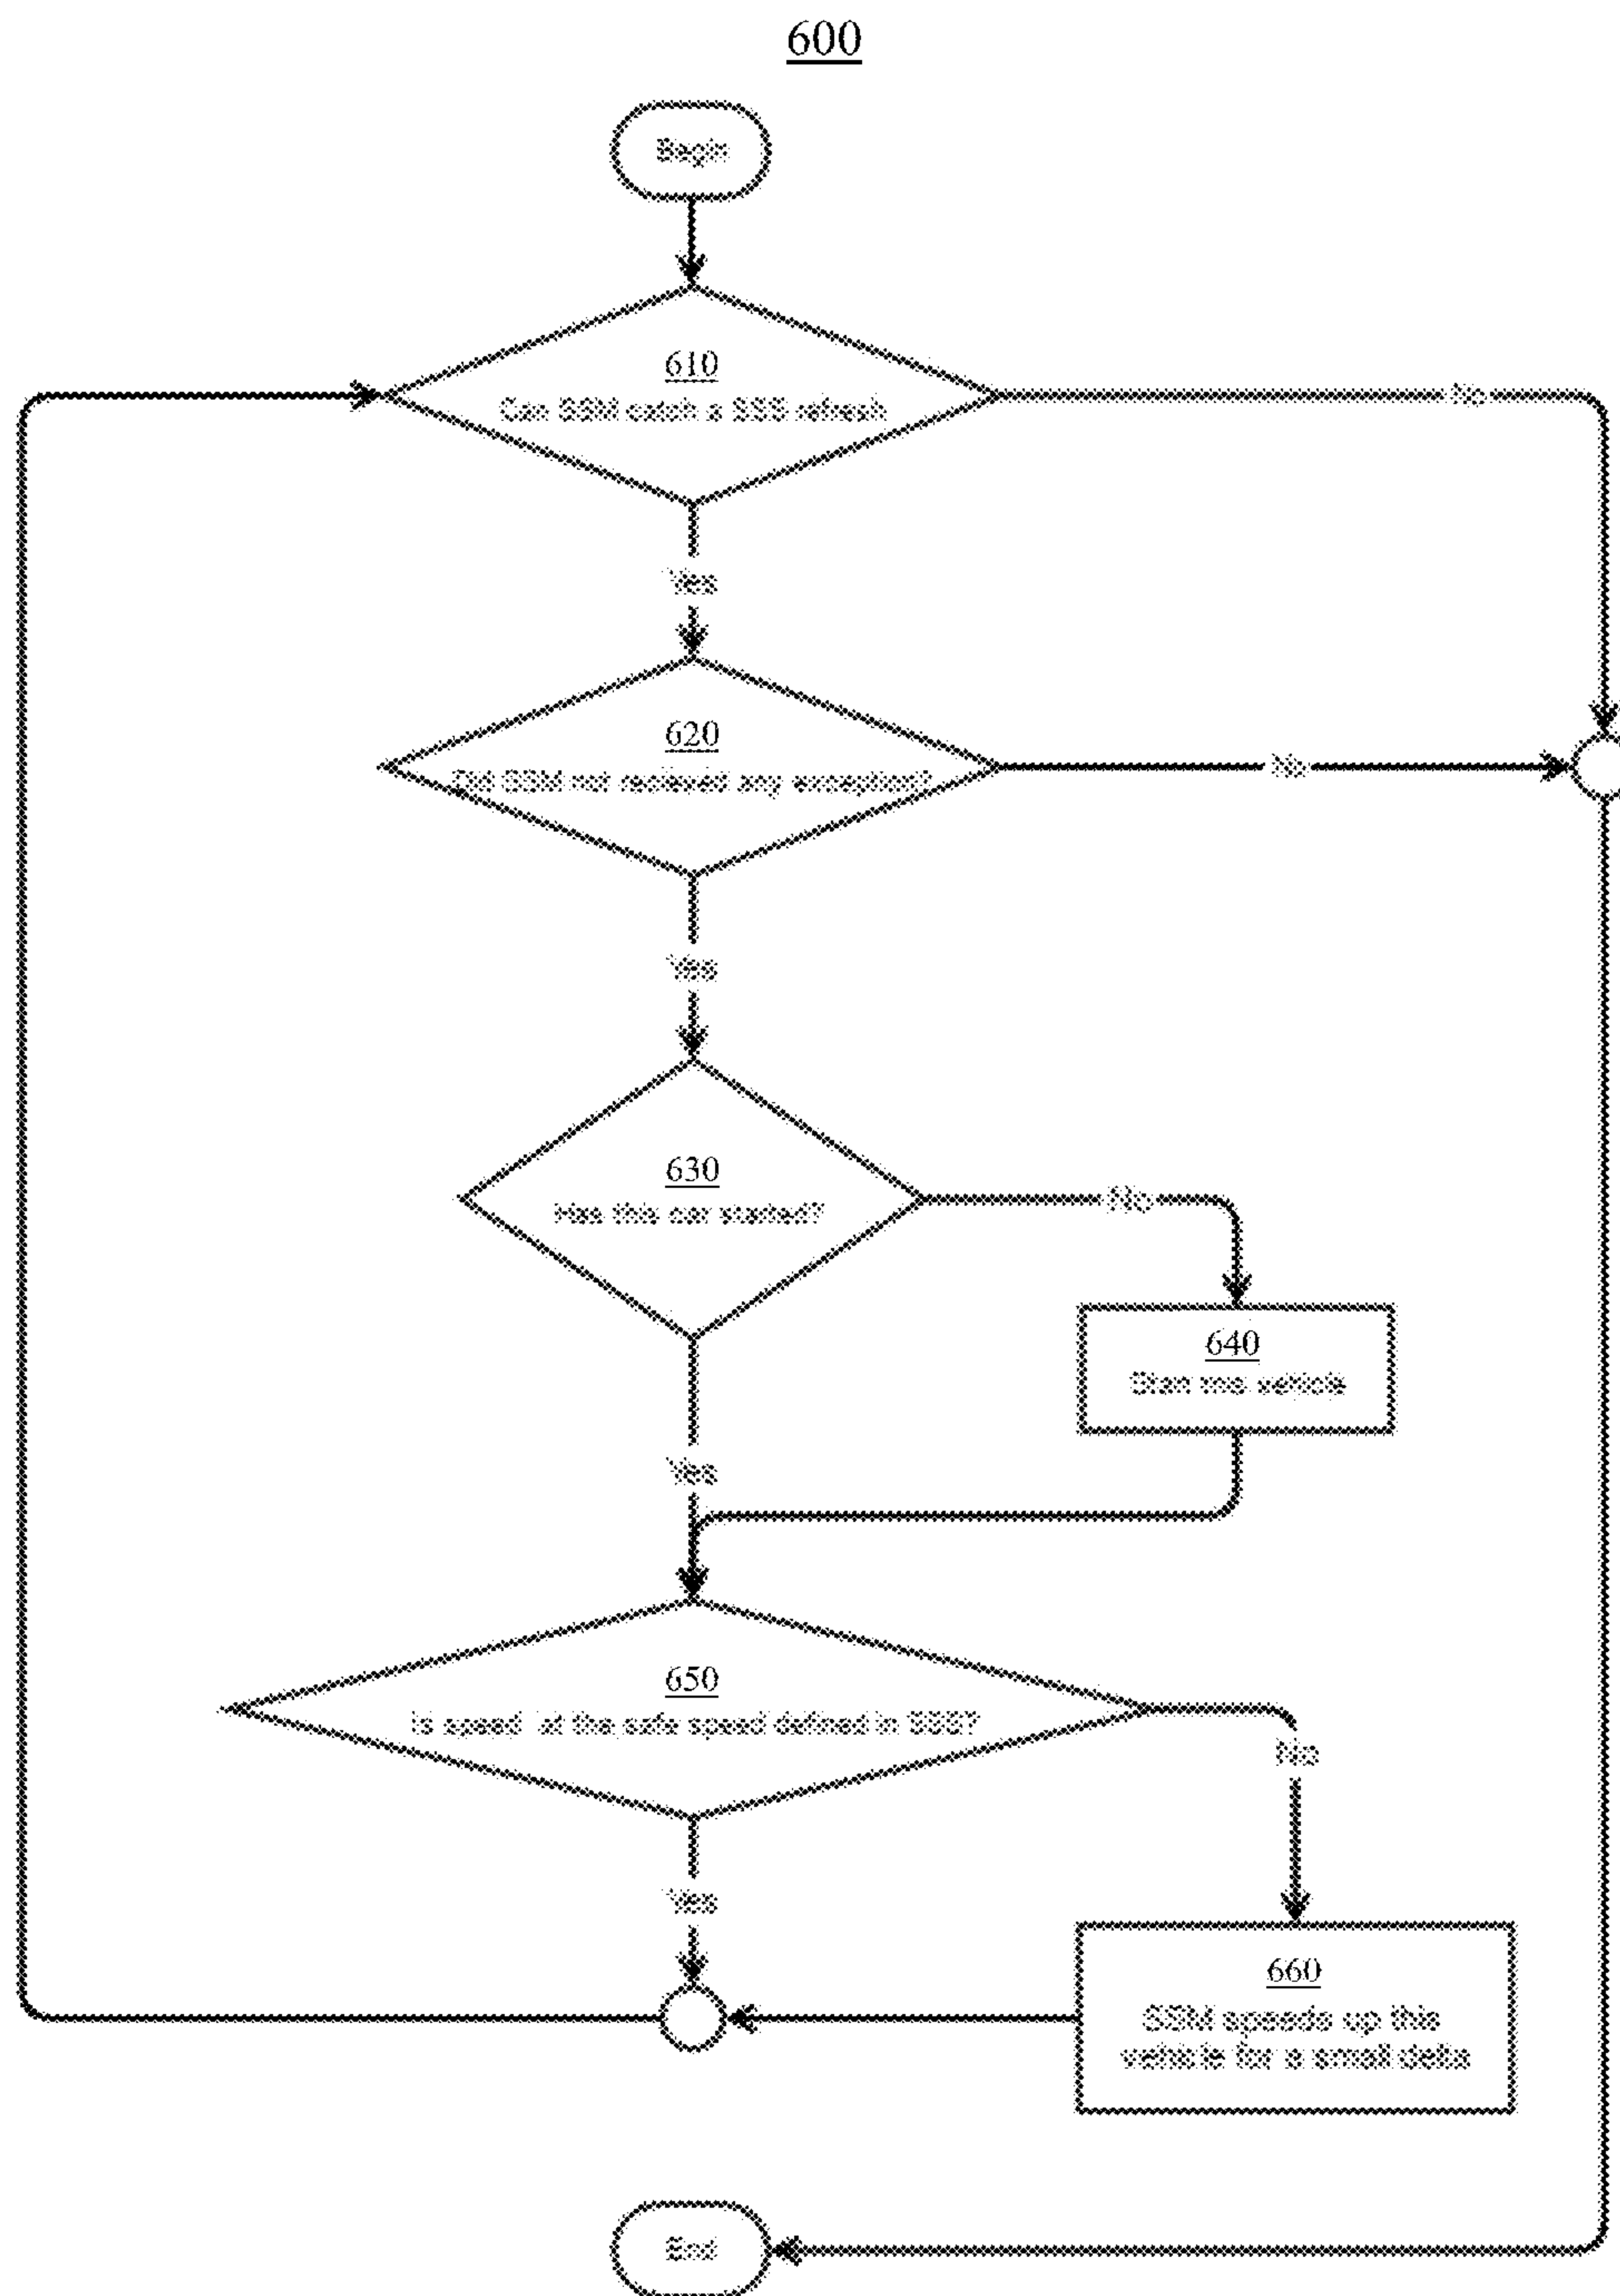 600
Begin
610
Can SSM catch a SSS refresh
No
Yes
620
Did SSM not recieved any exception?
No
Yes
630
Has this car started?
No
640
Start this vehicle
Yes
650
Is speed at the safe speed defined in SSS?
No
Yes
660
SSM speeds up this
vehicle for a small delta
End